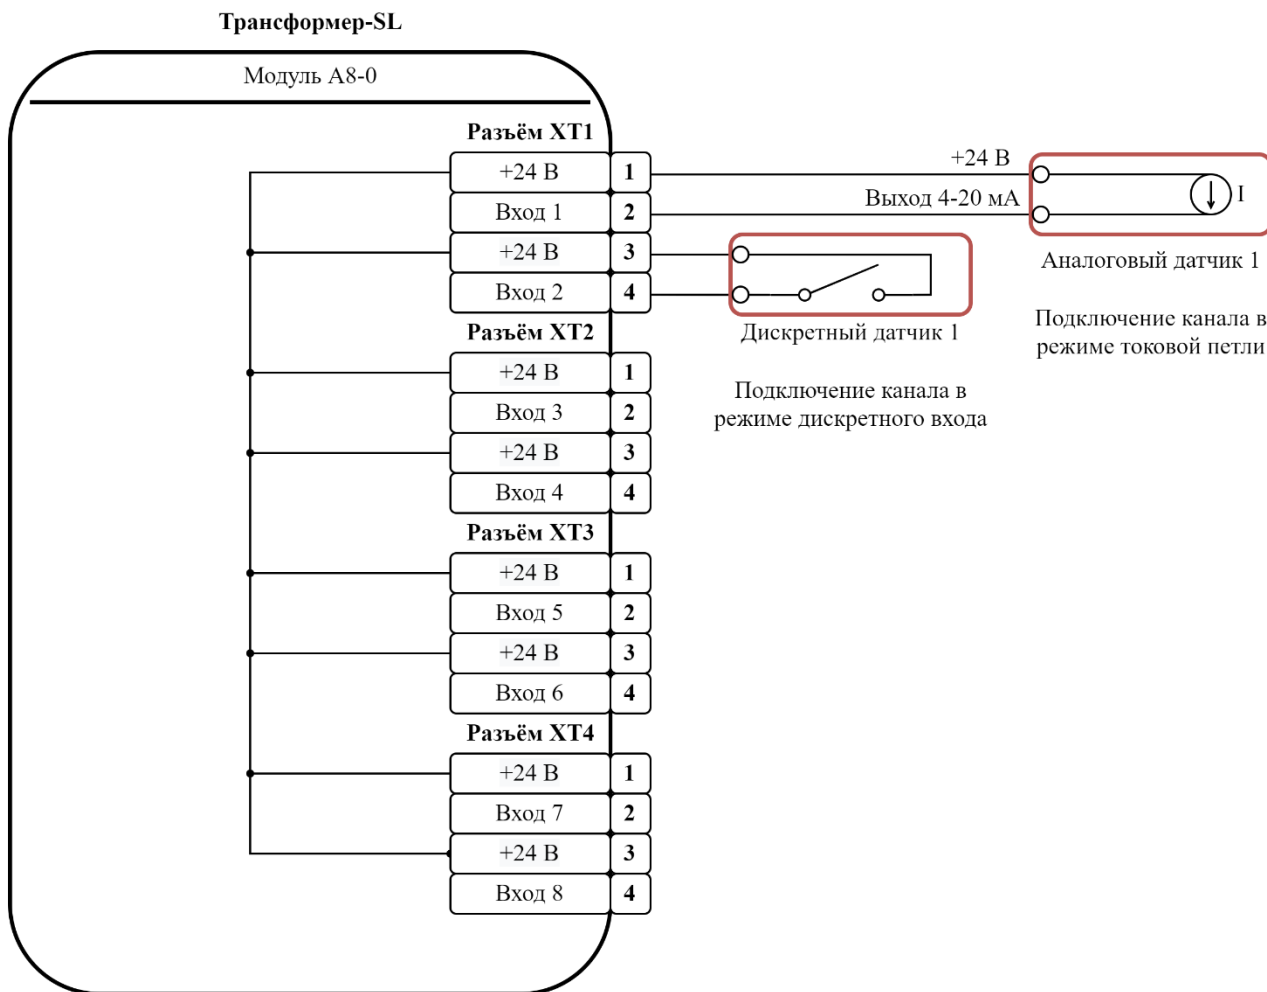 Трансформер-SL
Модуль А8-0
Разъём XT1
+24 В 1
Вход 1 2
+24 В 3
Вход 2 4
+24 В
Выход 4-20 мА
I
Аналоговый датчик 1
Подключение канала в
режиме токовой петли
Дискретный датчик 1
Подключение канала в
режиме дискретного входа
Разъём XT2
+24 В 1
Вход 3 2
+24 В 3
Вход 4 4
Разъём XT3
+24 В 1
Вход 5 2
+24 В 3
Вход 6 4
Разъём XT4
+24 В 1
Вход 7 2
+24 В 3
Вход 8 4